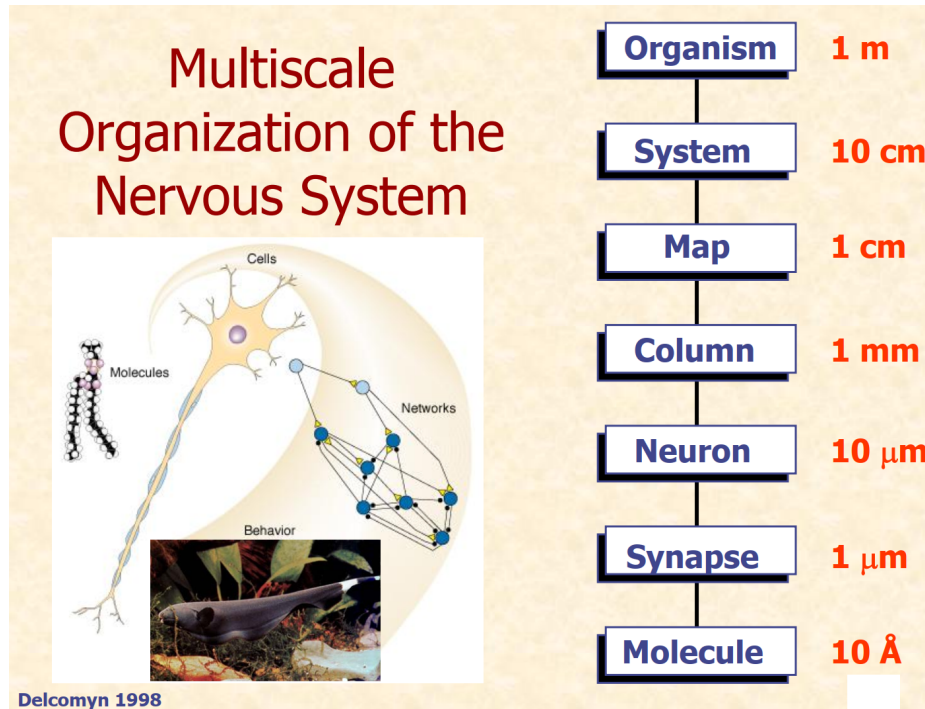 Multiscale
Organization of the
Nervous System
Cells
Molecules
Networks
Behavior
Delcomyn 1998
Organism 1 m
System 10 cm
Map 1 cm
Column 1 mm
Neuron 10 μm
Synapse 1 μm
Molecule 10 Å